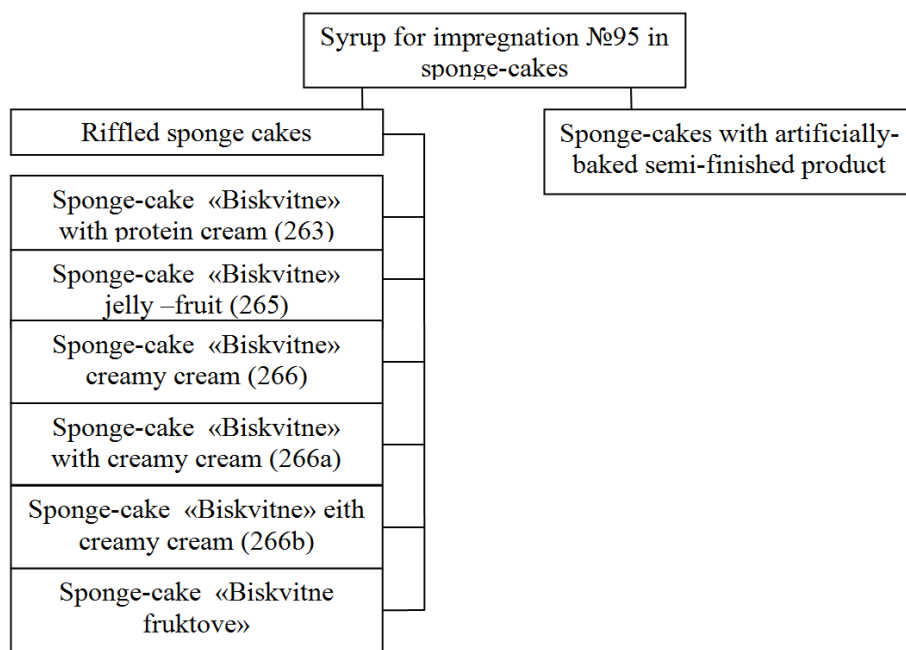 Syrup for impregnation №95 in
sponge-cakes
Riffled sponge cakes
Sponge-cakes with artificially-
baked semi-finished product
Sponge-cake «Biskvitne»
with protein cream (263)
Sponge-cake «Biskvitne»
jelly –fruit (265)
Sponge-cake «Biskvitne»
creamy cream (266)
Sponge-cake «Biskvitne»
with creamy cream (266a)
Sponge-cake «Biskvitne» eith
creamy cream (266b)
Sponge-cake «Biskvitne
fruktove»